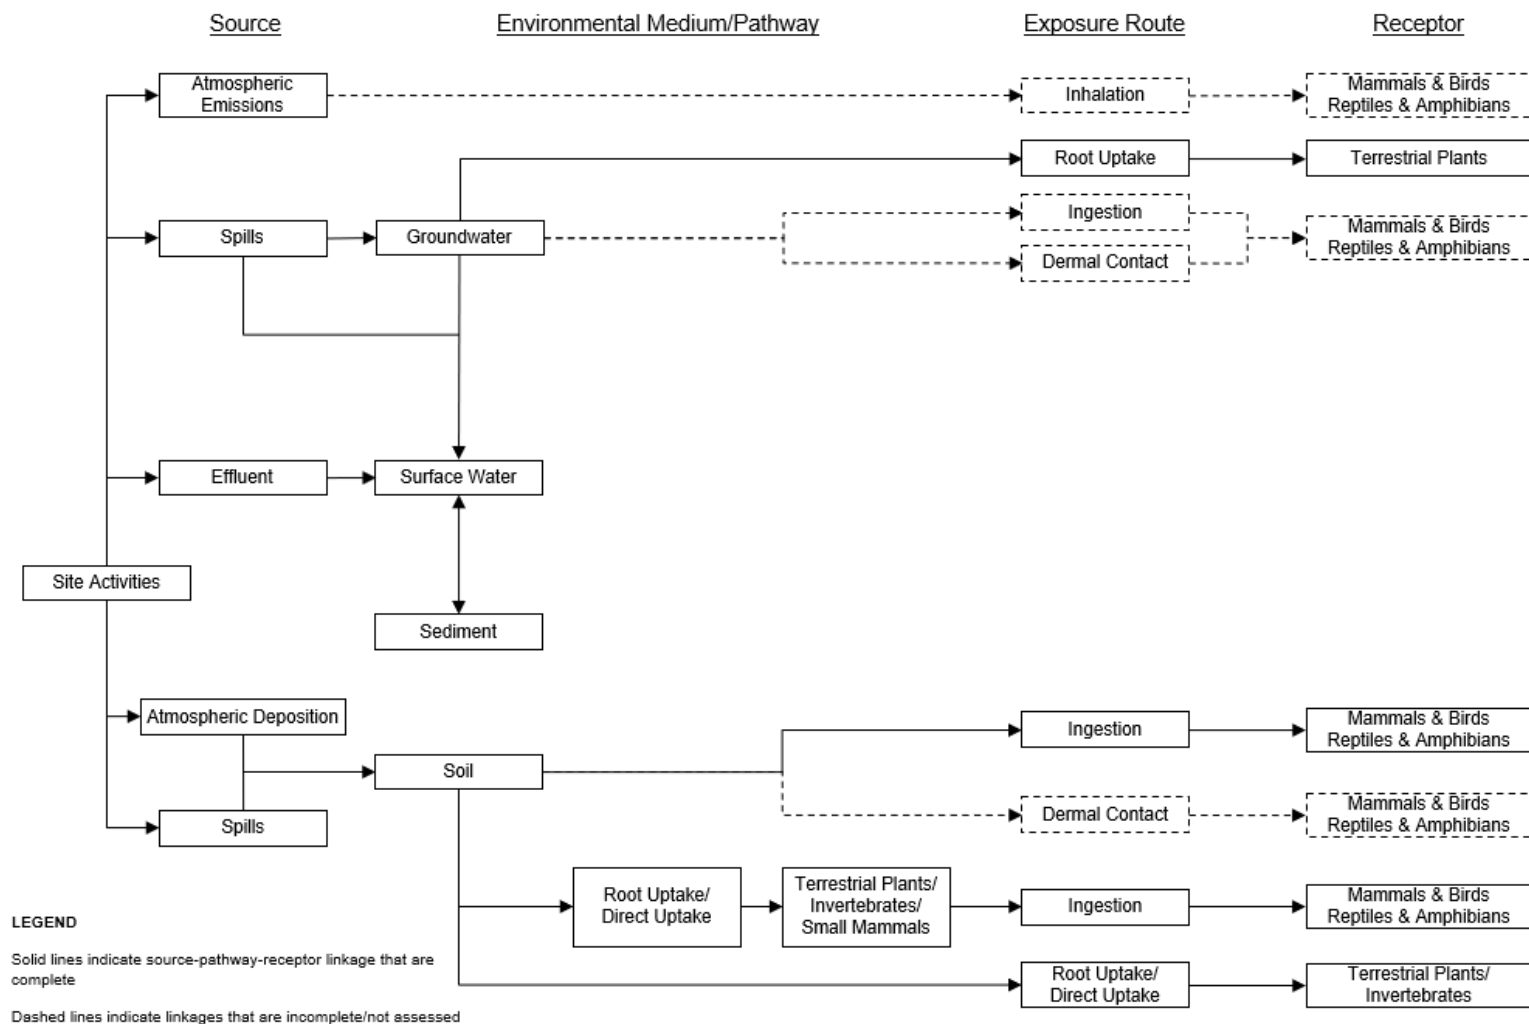 Source
Environmental Medium/Pathway
Exposure Route
Receptor
Atmospheric
Emissions
Inhalation
Mammals & Birds
Reptiles & Amphibians
Root Uptake
Terrestrial Plants
Spills
Groundwater
Ingestion
Dermal Contact
Mammals & Birds
Reptiles & Amphibians
Effluent
Surface Water
Site Activities
Sediment
Atmospheric Deposition
Spills
Soil
Ingestion
Mammals & Birds
Reptiles & Amphibians
Dermal Contact
Mammals & Birds
Reptiles & Amphibians
Root Uptake/
Direct Uptake
Terrestrial Plants/
Invertebrates/
Small Mammals
Ingestion
Mammals & Birds
Reptiles & Amphibians
Root Uptake/
Direct Uptake
Terrestrial Plants/
Invertebrates
LEGEND
Solid lines indicate source-pathway-receptor linkage that are
complete
Dashed lines indicate linkages that are incomplete/not assessed